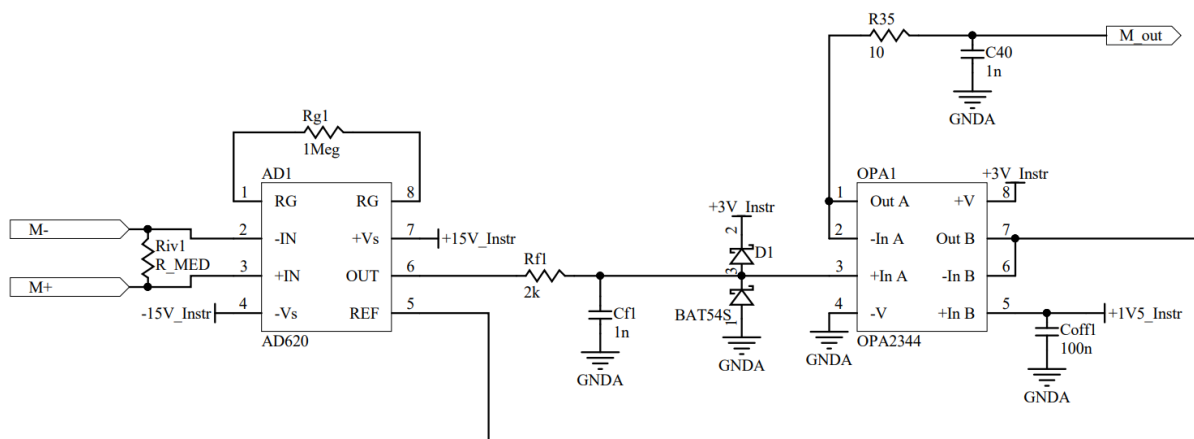 R35
10
M_out
C40
1n
GNDA
Rg1
1Meg
AD1
OPA1
+3V_Instr
1
RG
RG
8
1
Out A
+V
8
M-
2
-IN
+Vs
7
+15V_Instr
+3V_Instr
2
D1
2
-In A
Out B
7
Riv1
R_MED
M+
3
+IN
OUT
6
Rf1
2k
3
3
+In A
-In B
6
-15V_Instr
4
-Vs
REF
5
Cf1
1n
BAT54S
1
4
-V
+In B
5
+1V5_Instr
AD620
GNDA
GNDA
GNDA
OPA2344
Coff1
100n
GNDA